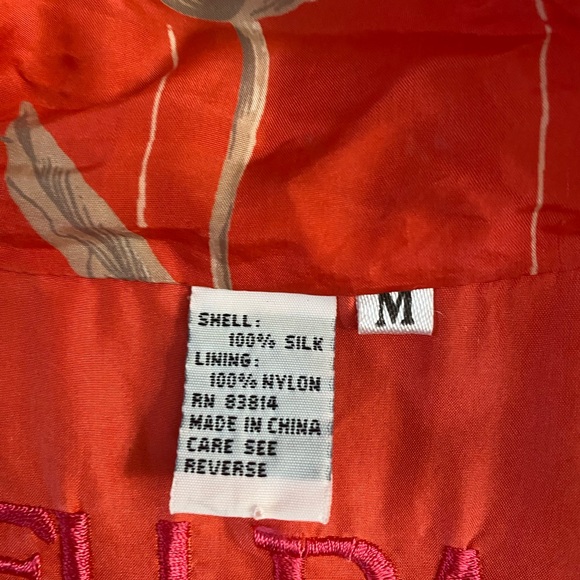 SHELL:
100% SILK
LINING:
100% NYLON
RN 83814
MADE IN CHINA
CARE SEE
REVERSE
M